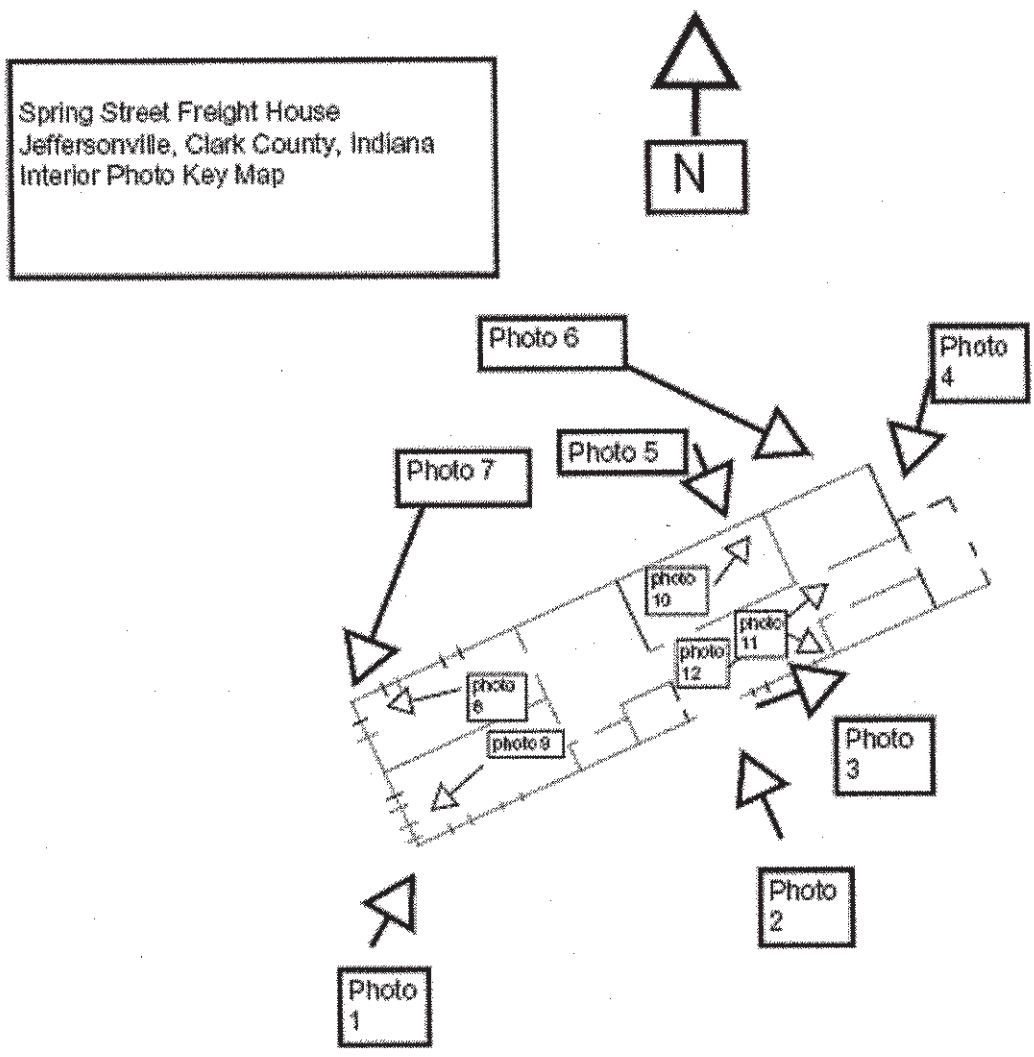 Spring Street Freight House
Jeffersonville, Clark County, Indiana
Interior Photo Key Map
N
Photo 6
Photo
4
Photo 5
Photo 7
photo
10
photo
11
photo
12
photo
8
photo 9
Photo
3
Photo
2
Photo
1